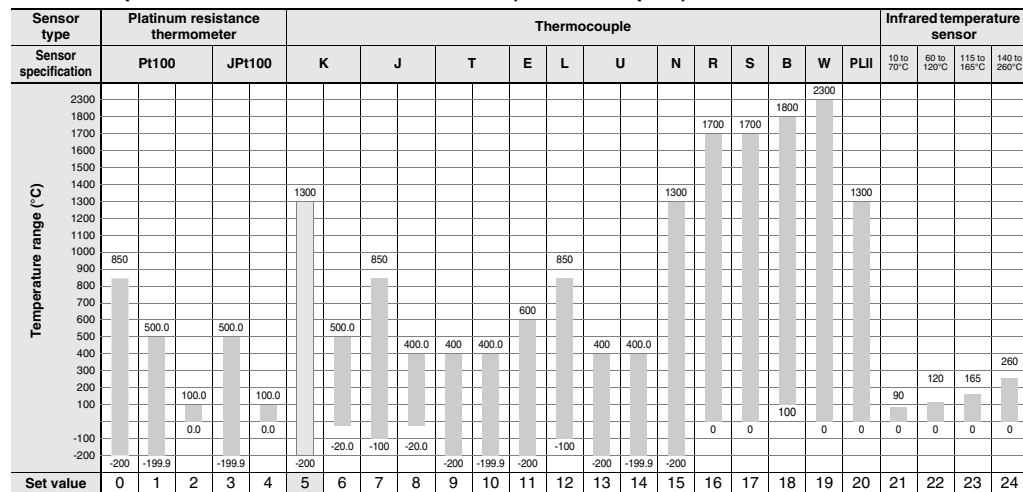 Sensor type Platinum resistance thermometer Thermocouple Infrared temperature sensor
Sensor specification Pt100 JPt100 K J T E L U N R S B W PLII 10 to 70°C 60 to 120°C 115 to 165°C 140 to 260°C
Temperature range (°C)
2300 2300
1800 1800
1700 1700 1700
1600
1500
1400
1300 1300 1300 1300
1200
1100
1000
900 850 850 850
800
700
600 600
500 500.0 500.0 500.0
400 400.0 400 400.0 400 400.0
300 260
200 120 165
100 100.0 100.0 90
0.0 0.0 100 0 0 0 0 0 0 0 0
-100 -20.0 -100 -20.0 -100
-200 -200 -199.9 -199.9 -200 -200 -199.9 -200 -200 -199.9 -200
Set value 0 1 2 3 4 5 6 7 8 9 10 11 12 13 14 15 16 17 18 19 20 21 22 23 24